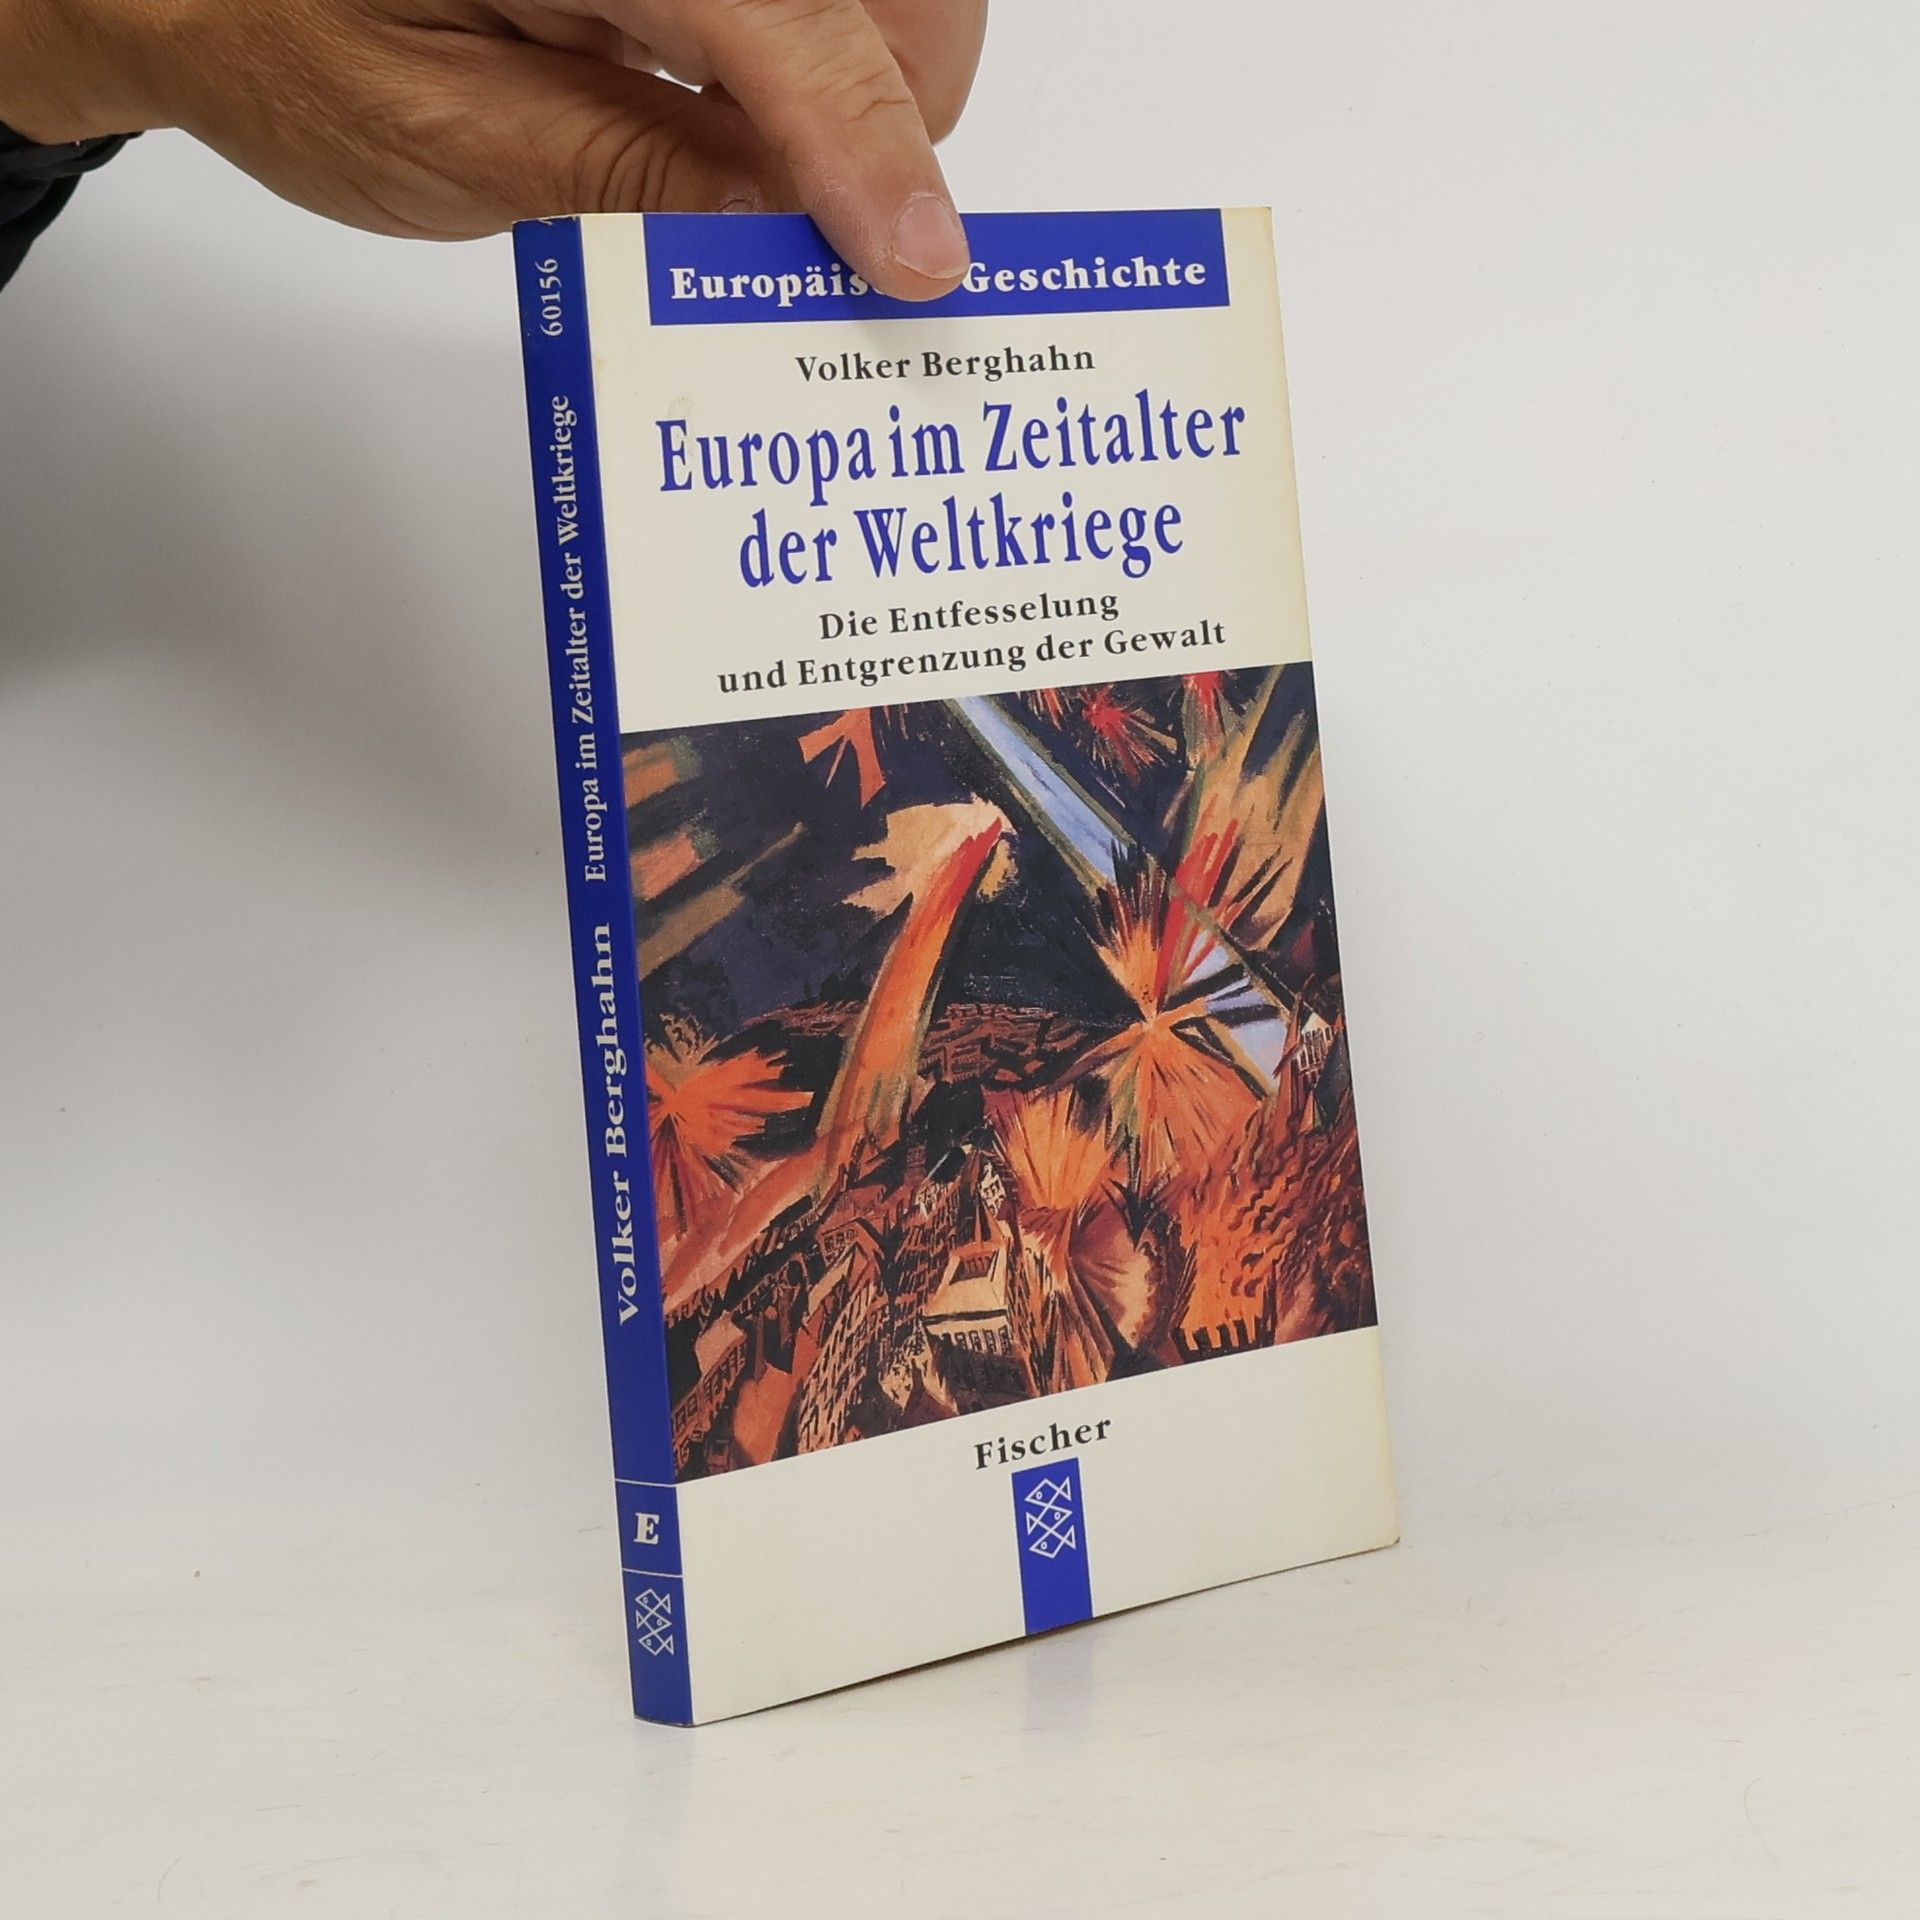 Geschichte
Volker Berghahn
Europa im Zeitalter
der Weltkriege
Die Entfesselung
und Entgrenzung der Gewalt
Fischer
Volker Berghahn Europa im Zeitalter der Weltkriege 60156
E